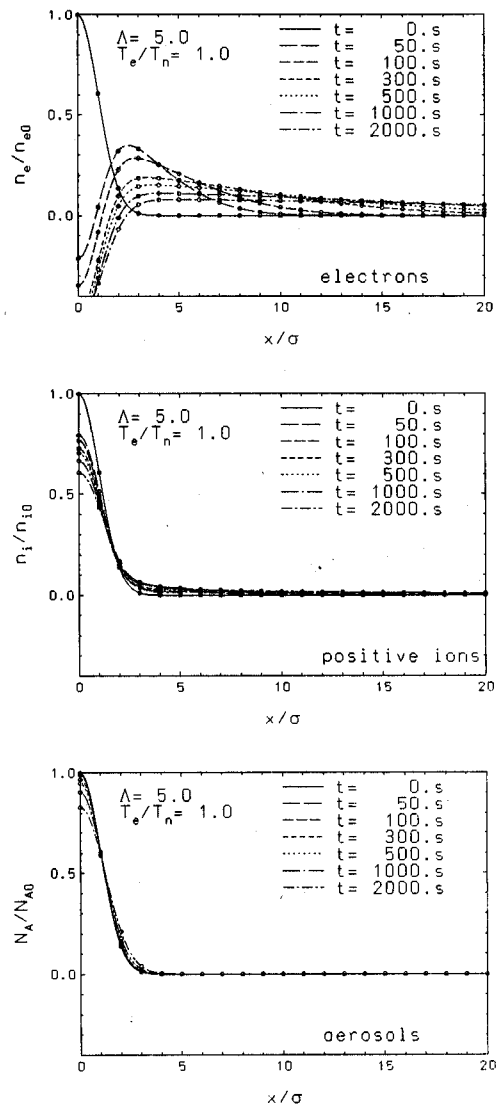 Λ= 5.0
Te/Tn= 1.0
t= 0.s
t= 50.s
t= 100.s
t= 300.s
t= 500.s
t= 1000.s
t= 2000.s
1.0
0.5
0.0
ne/ne0
electrons
0 5 10 15 20
x/σ
Λ= 5.0
Te/Tn= 1.0
t= 0.s
t= 50.s
t= 100.s
t= 300.s
t= 500.s
t= 1000.s
t= 2000.s
1.0
0.5
0.0
ni/ni0
positive ions
0 5 10 15 20
x/σ
Λ= 5.0
Te/Tn= 1.0
t= 0.s
t= 50.s
t= 100.s
t= 300.s
t= 500.s
t= 1000.s
t= 2000.s
1.0
0.5
0.0
NA/NA0
aerosols
0 5 10 15 20
x/σ